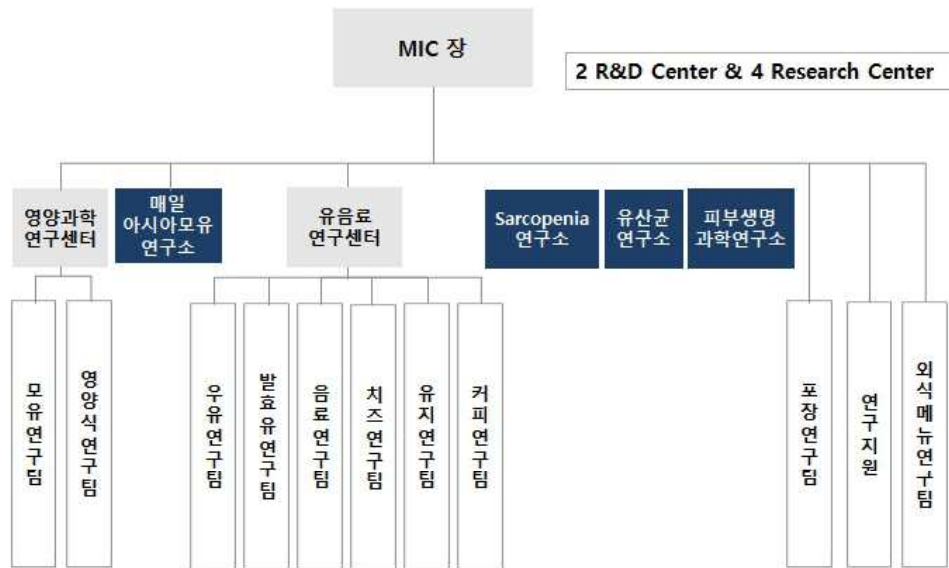 MIC 장
2 R&D Center & 4 Research Center
영양과학
연구센터
매일
아시아모유
연구소
유음료
연구센터
Sarcopenia
연구소
유산균
연구소
피부생명
과학연구소
모유연구팀
영양식연구팀
우유연구팀
발효유연구팀
음료연구팀
치즈연구팀
유지연구팀
커피연구팀
포장연구팀
연구지원
외식메뉴연구팀